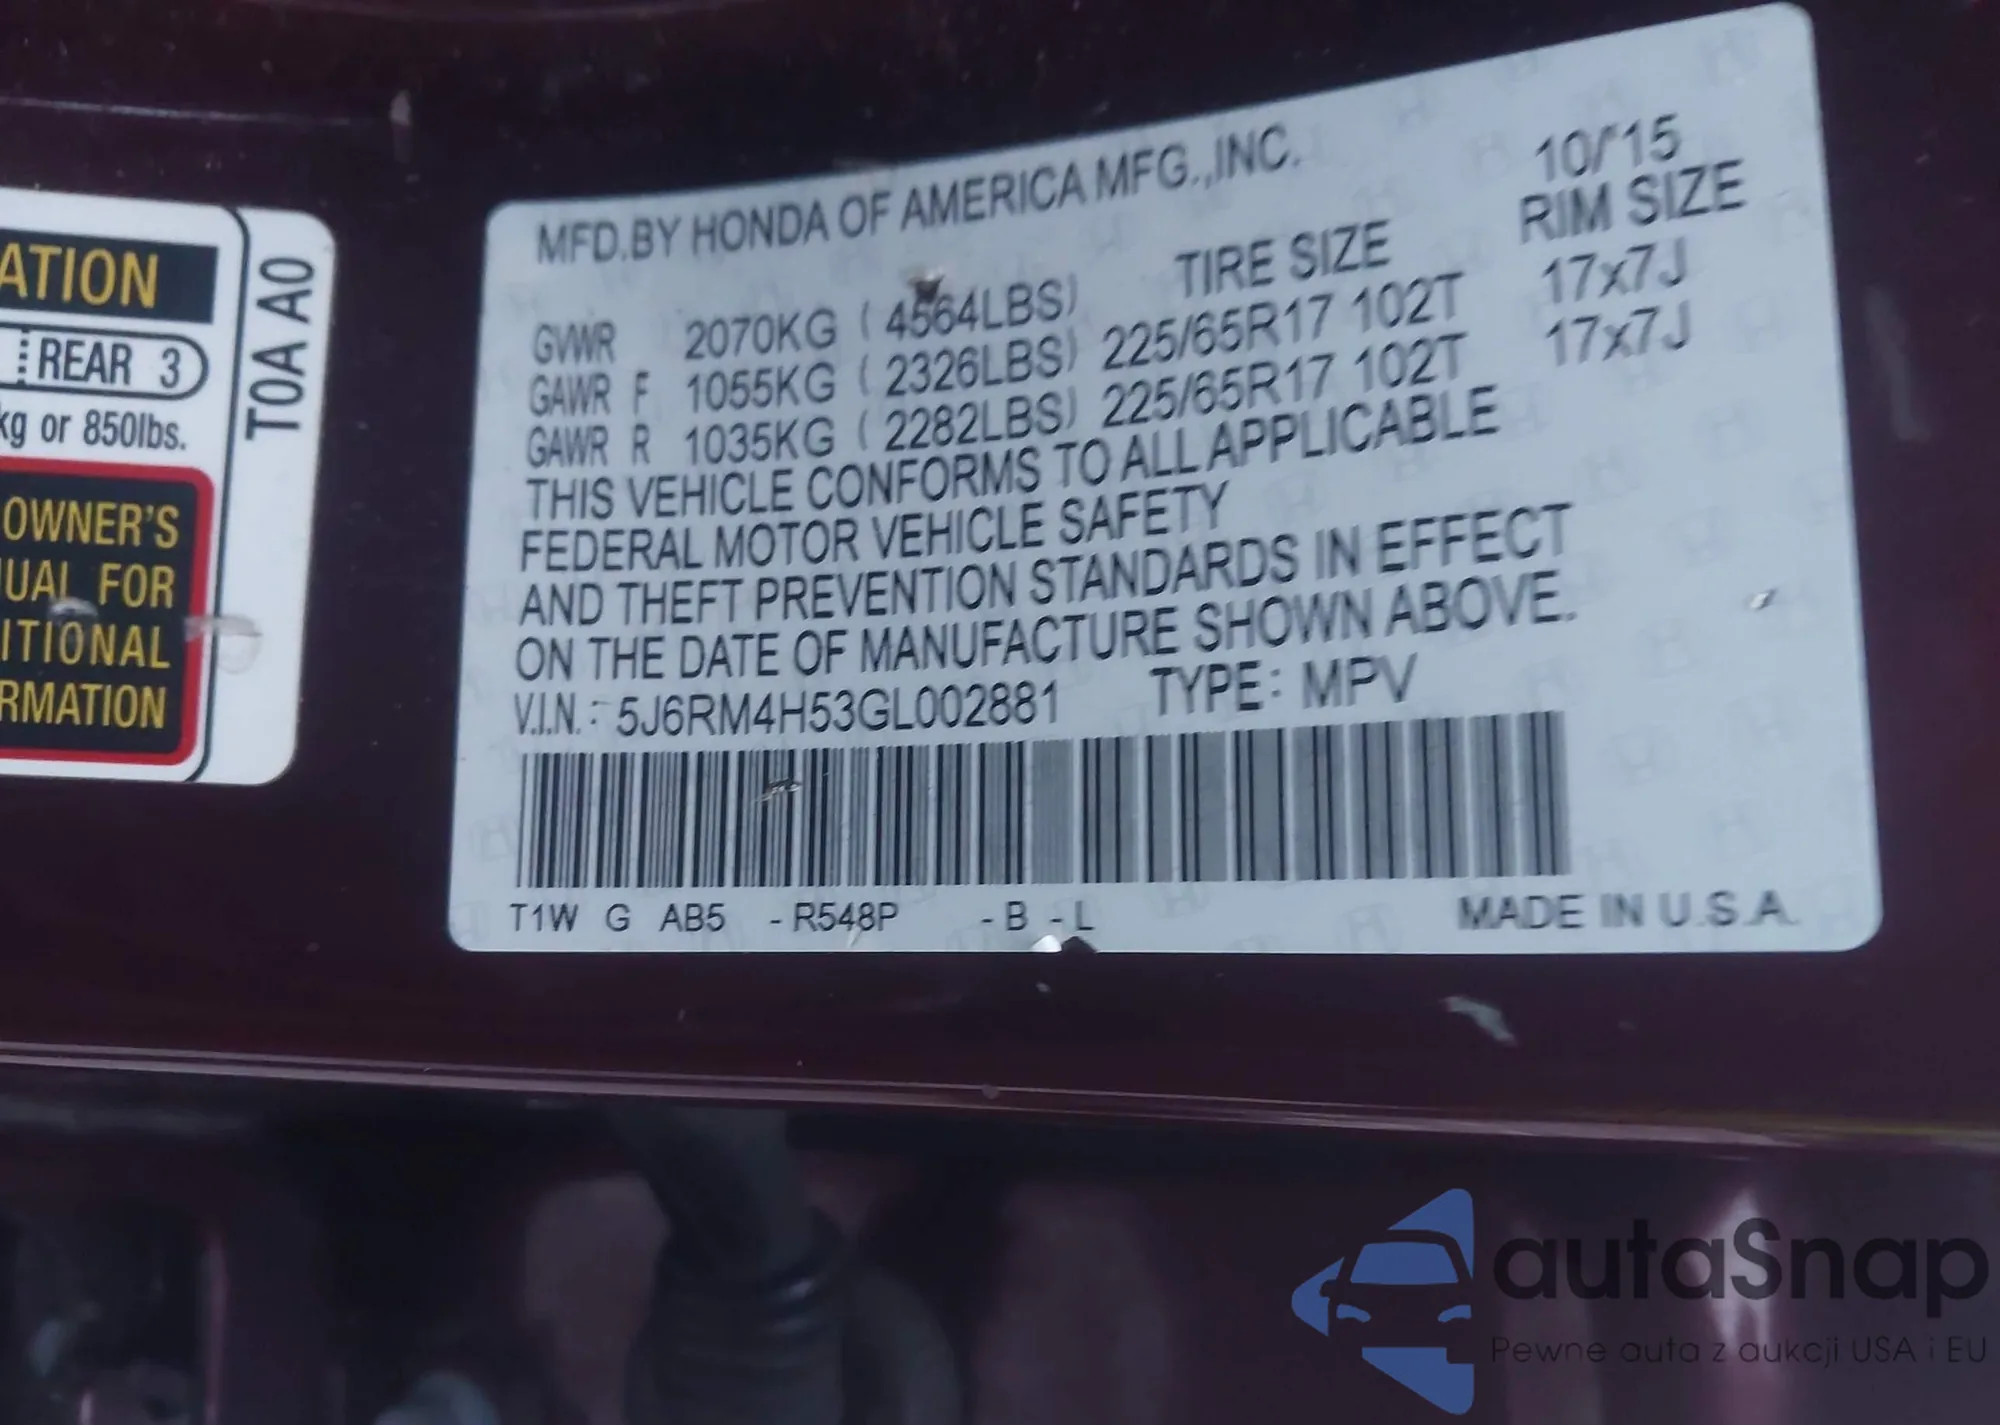 ATION
REAR 3
kg or 850lbs.
OWNER'S
UAL FOR
ITIONAL
RMATION
T0A A0
MFD.BY HONDA OF AMERICA MFG.,INC. 10/'15
TIRE SIZE RIM SIZE
GVWR 2070KG ( 4564LBS)
GAWR F 1055KG ( 2326LBS) 225/65R17 102T 17x7J
GAWR R 1035KG ( 2282LBS) 225/65R17 102T 17x7J
THIS VEHICLE CONFORMS TO ALL APPLICABLE
FEDERAL MOTOR VEHICLE SAFETY
AND THEFT PREVENTION STANDARDS IN EFFECT
ON THE DATE OF MANUFACTURE SHOWN ABOVE.
V.I.N.: 5J6RM4H53GL002881 TYPE: MPV
T1W G AB5 - R548P - B - L MADE IN U.S.A.
autaSnap
Pewne auta z aukcji USA i EU